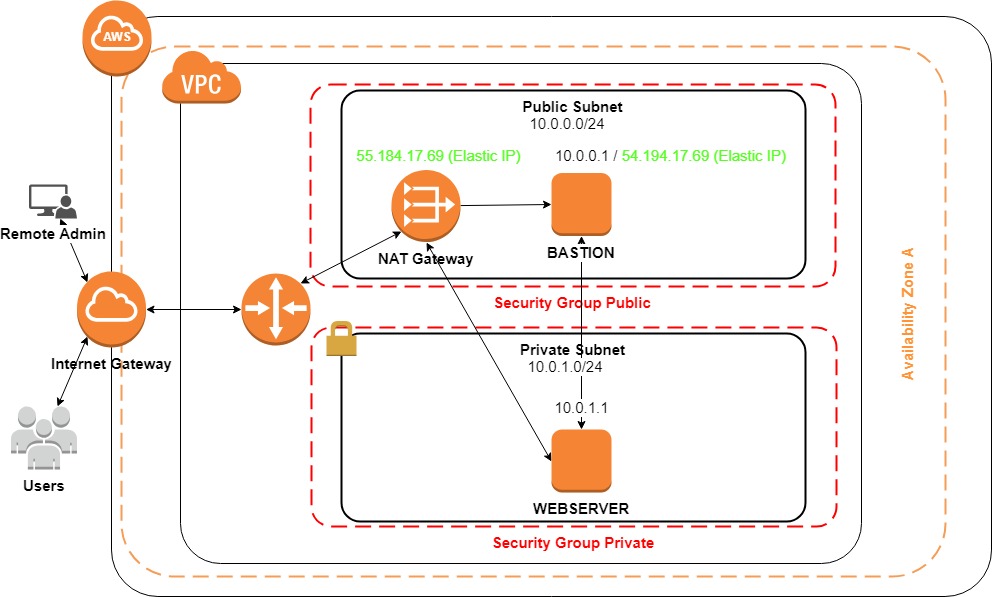 AWS
VPC
Public Subnet
10.0.0.0/24
55.184.17.69 (Elastic IP)
10.0.0.1 / 54.194.17.69 (Elastic IP)
Remote Admin
NAT Gateway
BASTION
Security Group Public
Availability Zone A
Internet Gateway
Private Subnet
10.0.1.0/24
10.0.1.1
Users
WEBSERVER
Security Group Private